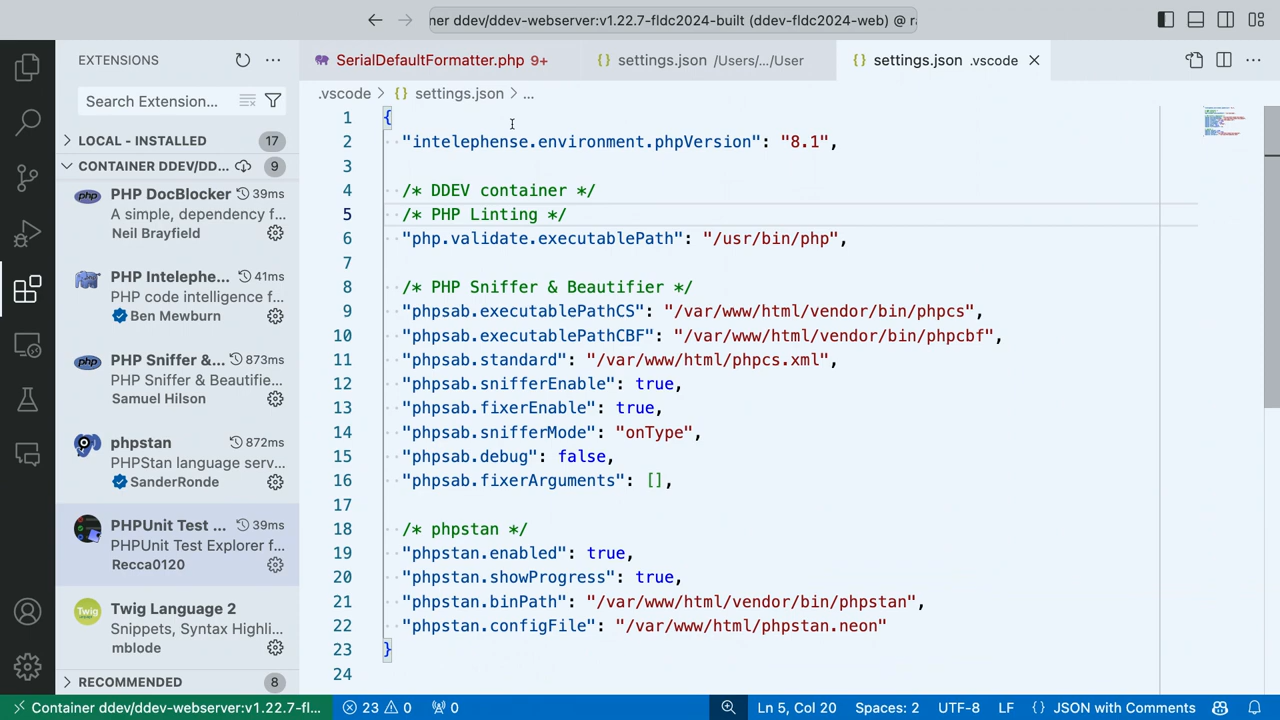 ner ddev/ddev-webserver:v1.22.7-fldc2024-built (ddev-fldc2024-web) @
EXTENSIONS
SerialDefaultFormatter.php 9+
settings.json /Users/.../User
settings.json .vscode
Search Extension...
.vscode > {} settings.json > ...
LOCAL - INSTALLED 17
CONTAINER DDEV/DD... 9
PHP DocBlocker 39ms
A simple, dependency f...
Neil Brayfield
PHP Intelephe... 41ms
PHP code intelligence f...
Ben Mewburn
PHP Sniffer &... 873ms
PHP Sniffer & Beautifie...
Samuel Hilson
phpstan 872ms
PHPStan language serv...
SanderRonde
PHPUnit Test ... 39ms
PHPUnit Test Explorer f...
Recca0120
Twig Language 2
Snippets, Syntax Highli...
mblode
RECOMMENDED 8
1 {
2 "intelephense.environment.phpVersion": "8.1",
3
4 /* DDEV container */
5 /* PHP Linting */
6 "php.validate.executablePath": "/usr/bin/php",
7
8 /* PHP Sniffer & Beautifier */
9 "phpsab.executablePathCS": "/var/www/html/vendor/bin/phpcs",
10 "phpsab.executablePathCBF": "/var/www/html/vendor/bin/phpcbf",
11 "phpsab.standard": "/var/www/html/phpcs.xml",
12 "phpsab.snifferEnable": true,
13 "phpsab.fixerEnable": true,
14 "phpsab.snifferMode": "onType",
15 "phpsab.debug": false,
16 "phpsab.fixerArguments": [],
17
18 /* phpstan */
19 "phpstan.enabled": true,
20 "phpstan.showProgress": true,
21 "phpstan.binPath": "/var/www/html/vendor/bin/phpstan",
22 "phpstan.configFile": "/var/www/html/phpstan.neon"
23 }
24
Container ddev/ddev-webserver:v1.22.7-fl... 23 0 0 Ln 5, Col 20 Spaces: 2 UTF-8 LF {} JSON with Comments